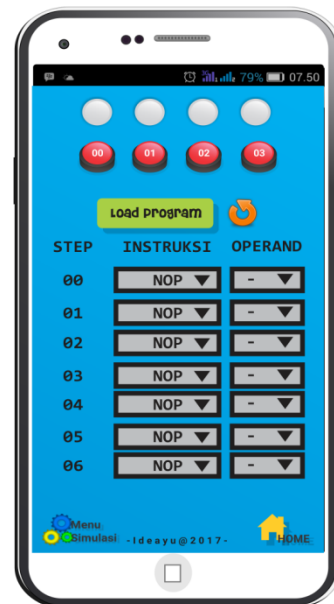 79% 07.50
00 01 02 03
Load Program
STEP INSTRUKSI OPERAND
00 NOP -
01 NOP -
02 NOP -
03 NOP -
04 NOP -
05 NOP -
06 NOP -
Menu
Simulasi -Ideayu@2017- HOME